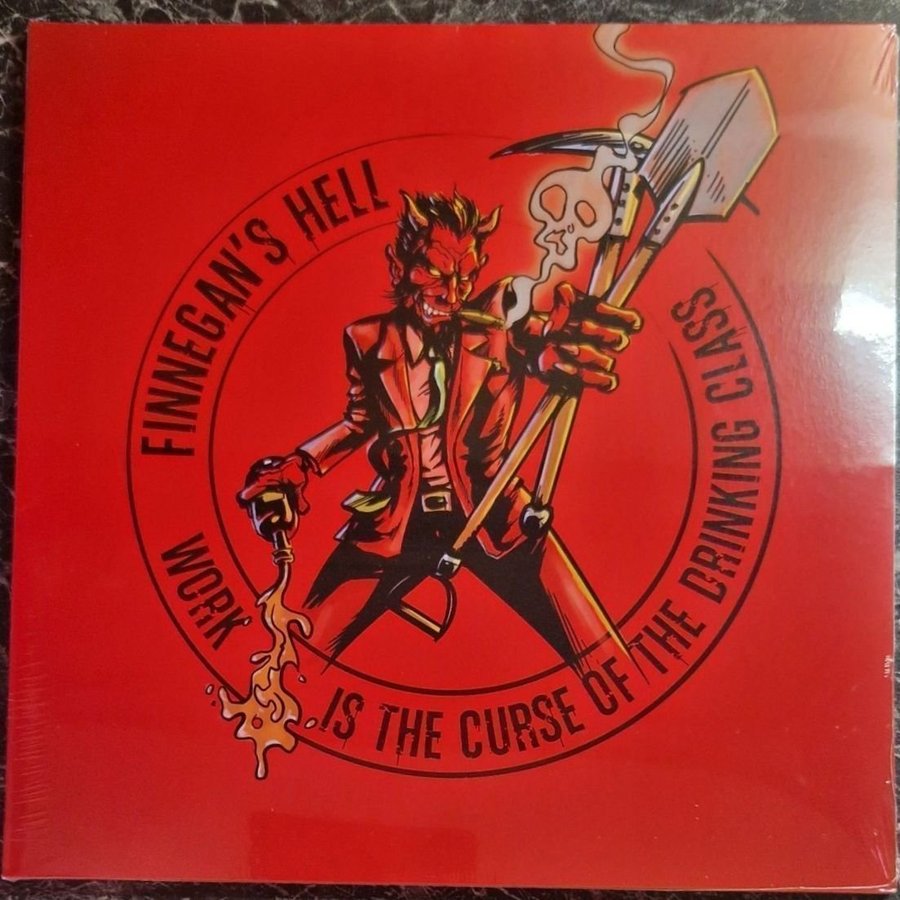 FINNEGAN'S HELL
WORK IS THE CURSE OF THE DRINKING CLASS